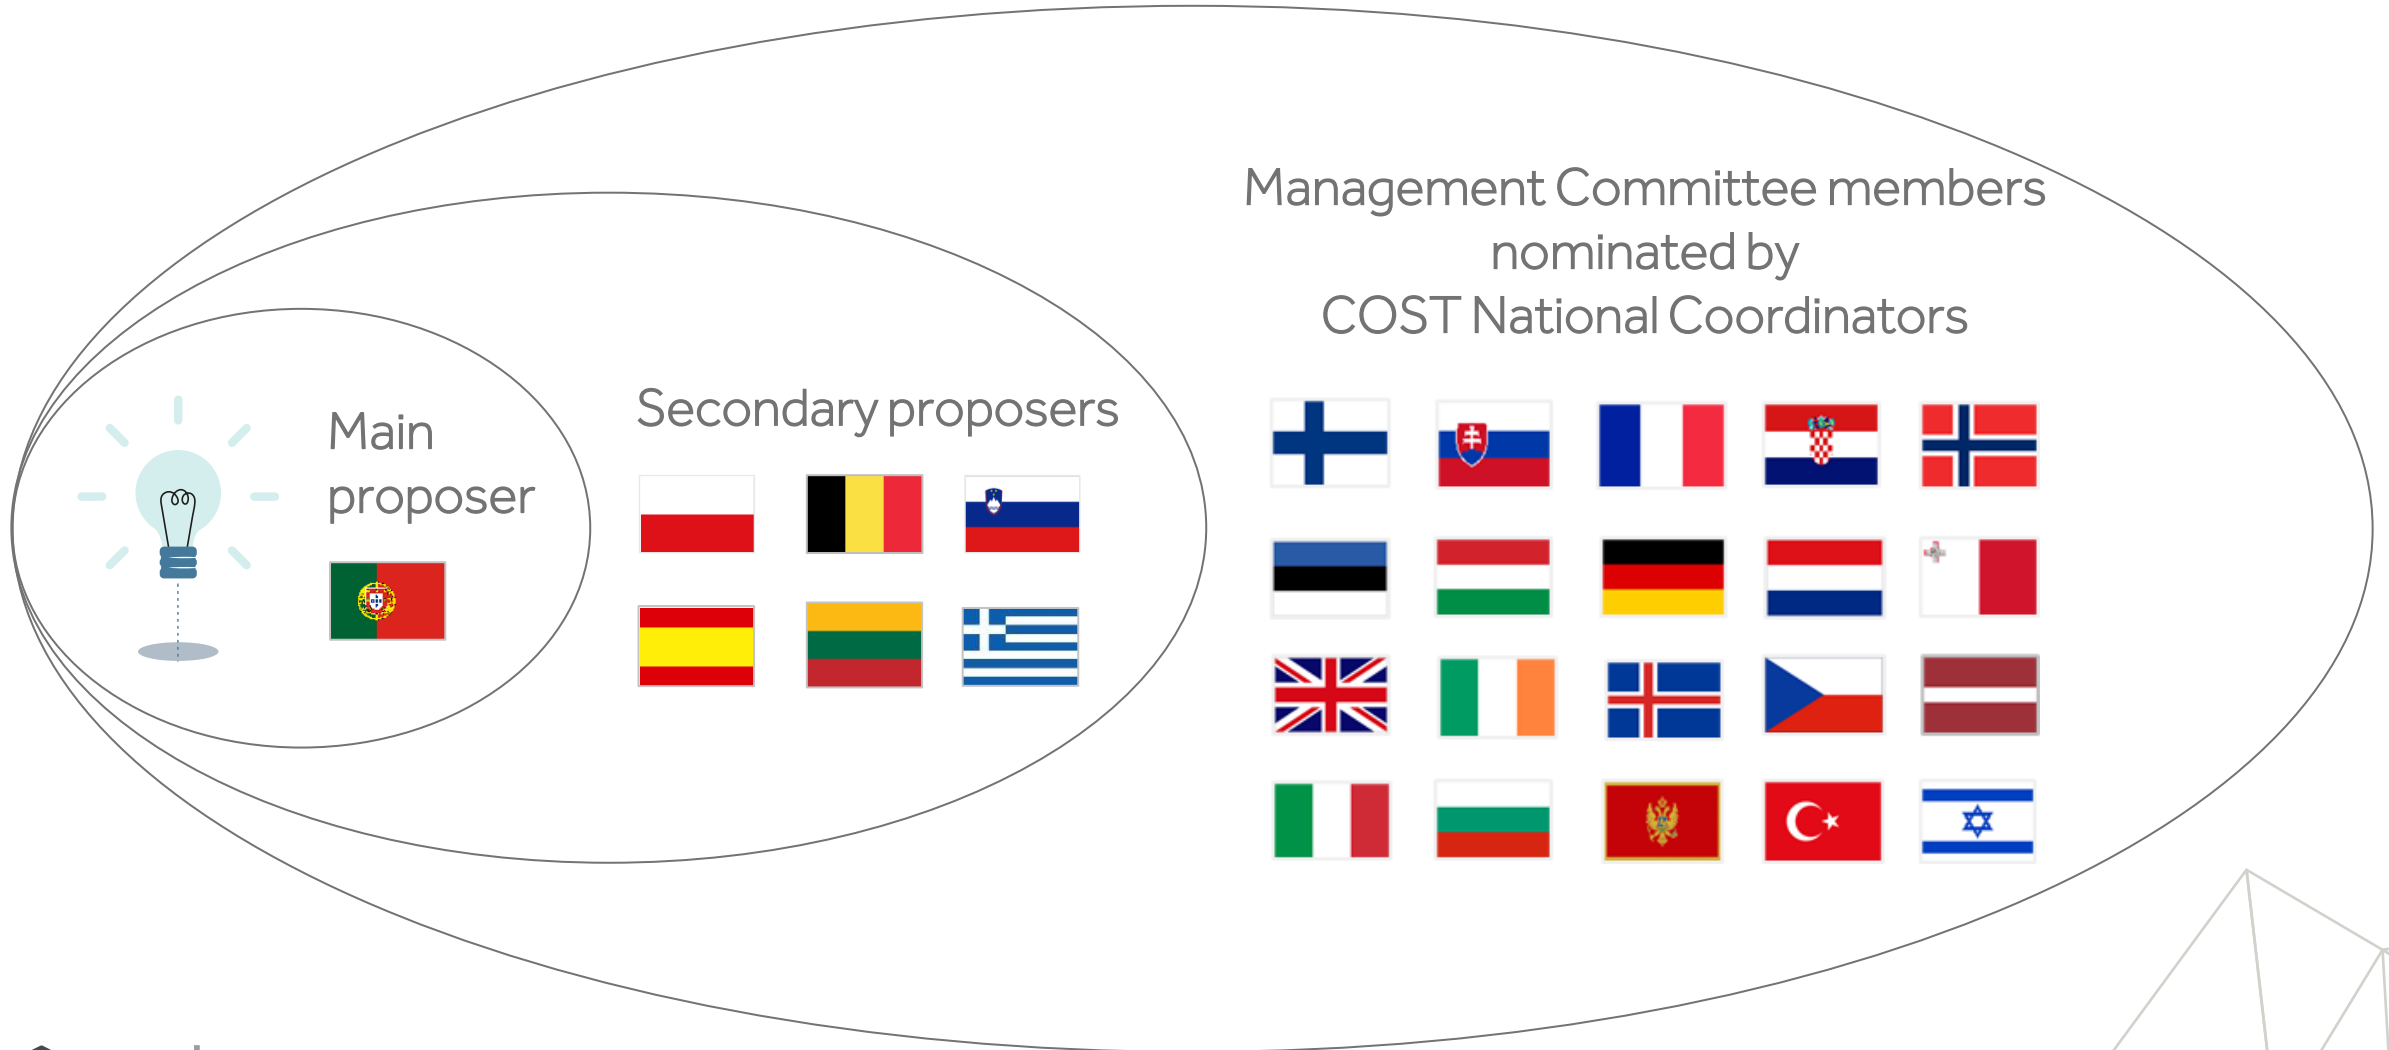 Main
proposer
Secondary proposers
Management Committee members
nominated by
COST National Coordinators